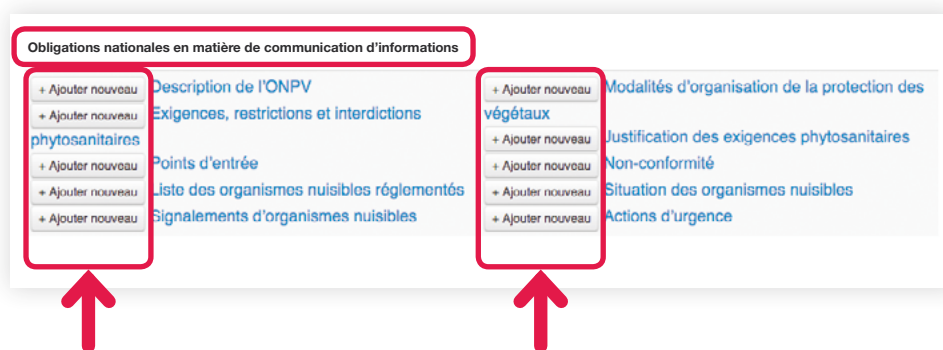 Obligations nationales en matière de communication d'informations
+ Ajouter nouveau Description de l'ONPV
+ Ajouter nouveau Exigences, restrictions et interdictions
phytosanitaires
+ Ajouter nouveau Points d'entrée
+ Ajouter nouveau Liste des organismes nuisibles réglementés
+ Ajouter nouveau Signalements d'organismes nuisibles
+ Ajouter nouveau Modalités d'organisation de la protection des
végétaux
+ Ajouter nouveau Justification des exigences phytosanitaires
+ Ajouter nouveau Non-conformité
+ Ajouter nouveau Situation des organismes nuisibles
+ Ajouter nouveau Actions d'urgence